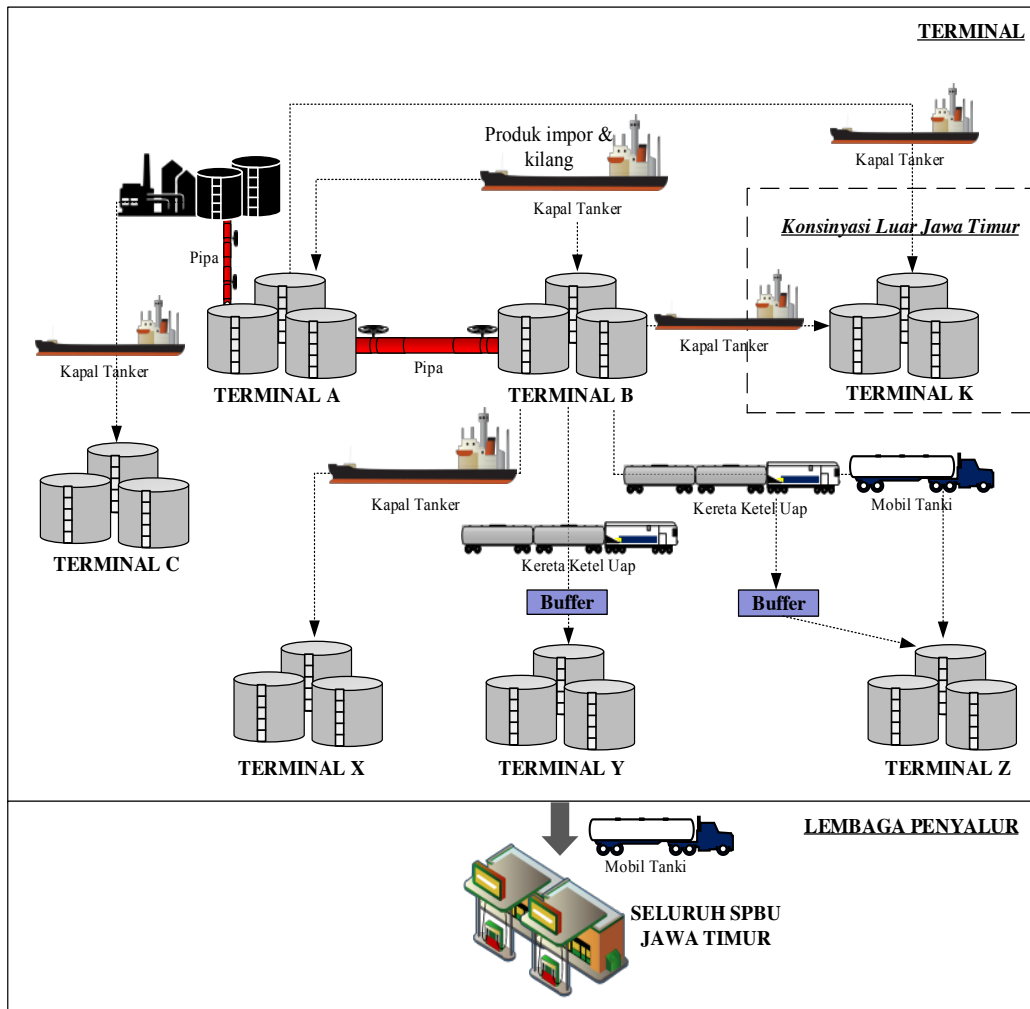 TERMINAL
Kapal Tanker
Produk impor &
kilang
Kapal Tanker
Konsinyasi Luar Jawa Timur
Pipa
Kapal Tanker
Kapal Tanker
Pipa
TERMINAL A
TERMINAL B
TERMINAL K
Kapal Tanker
Kereta Ketel Uap
Mobil Tanki
TERMINAL C
Kereta Ketel Uap
Buffer
Buffer
TERMINAL X
TERMINAL Y
TERMINAL Z
LEMBAGA PENYALUR
Mobil Tanki
SELURUH SPBU
JAWA TIMUR